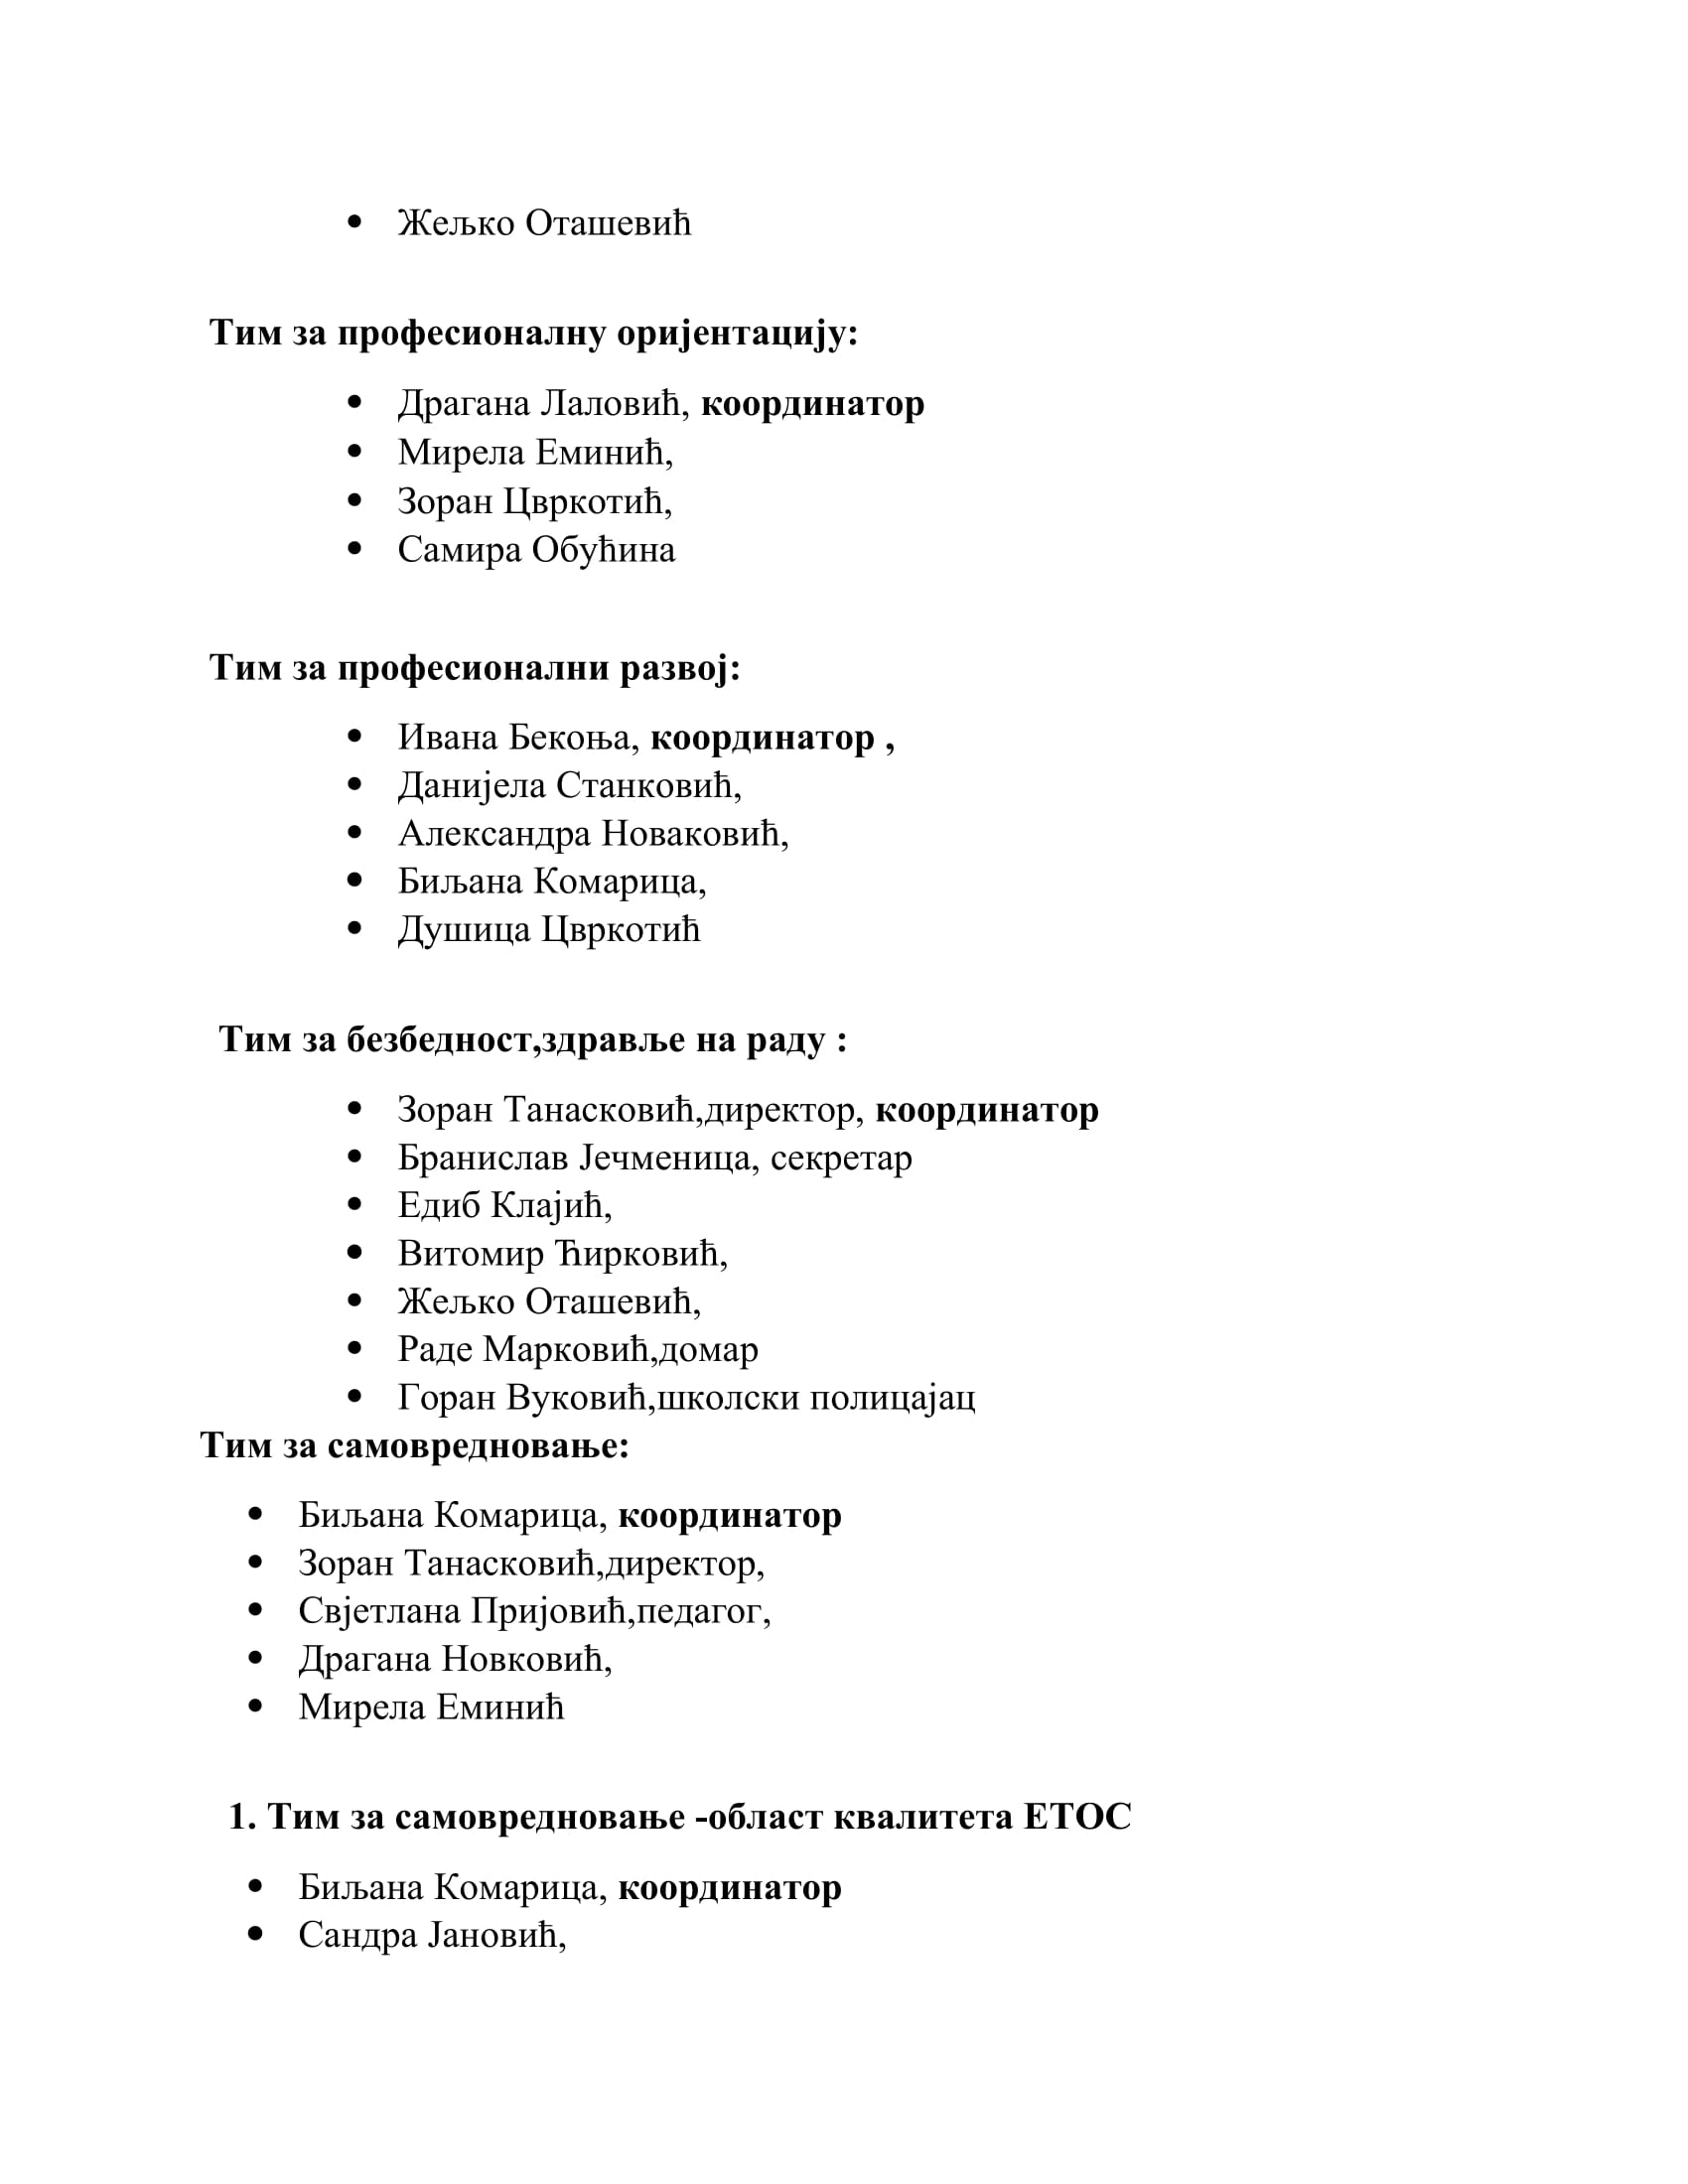 • Жељко Оташевић
Тим за професионалну оријентацију:
• Драгана Лаловић, координатор
• Мирела Еминић,
• Зоран Цвркотић,
• Самира Обућина
Тим за професионални развој:
• Ивана Бекоња, координатор ,
• Данијела Станковић,
• Александра Новаковић,
• Биљана Комарица,
• Душица Цвркотић
Тим за безбедност,здравље на раду :
• Зоран Танасковић,директор, координатор
• Бранислав Јечменица, секретар
• Едиб Клајић,
• Витомир Ћирковић,
• Жељко Оташевић,
• Раде Марковић,домар
• Горан Вуковић,школски полицајац
Тим за самовредновање:
• Биљана Комарица, координатор
• Зоран Танасковић,директор,
• Свјетлана Пријовић,педагог,
• Драгана Новковић,
• Мирела Еминић
1. Тим за самовредновање -област квалитета ЕТОС
• Биљана Комарица, координатор
• Сандра Јановић,